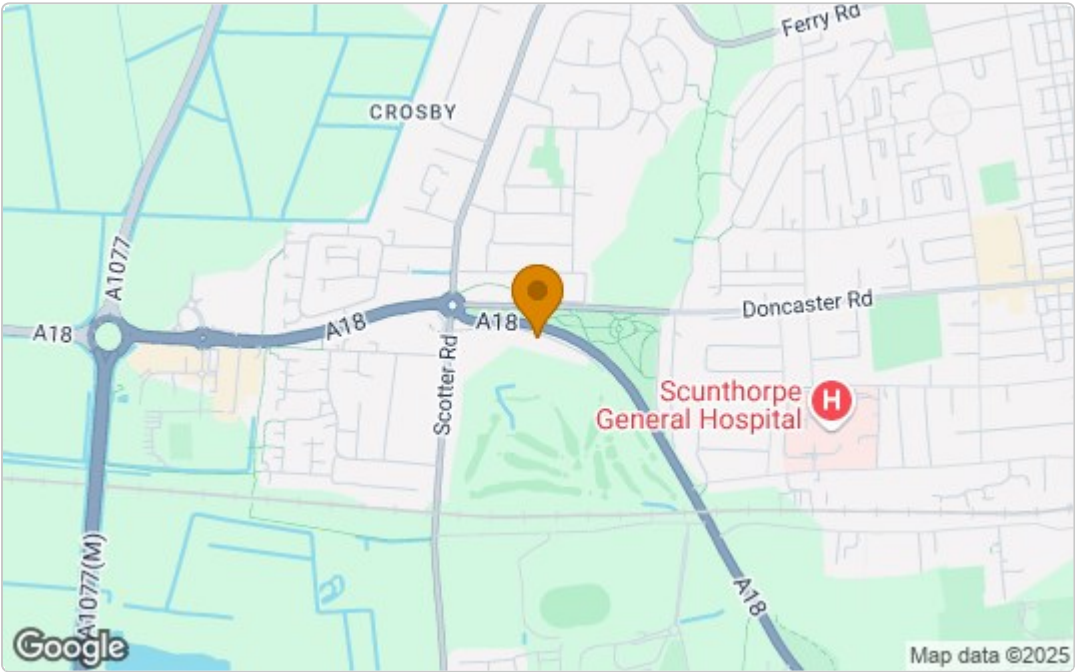 Ferry Rd
CROSBY
A1077
Doncaster Rd
A18
A18
A18
Scotter Rd
Scunthorpe
General Hospital
H
A1077(M)
A18
Google
Map data ©2025